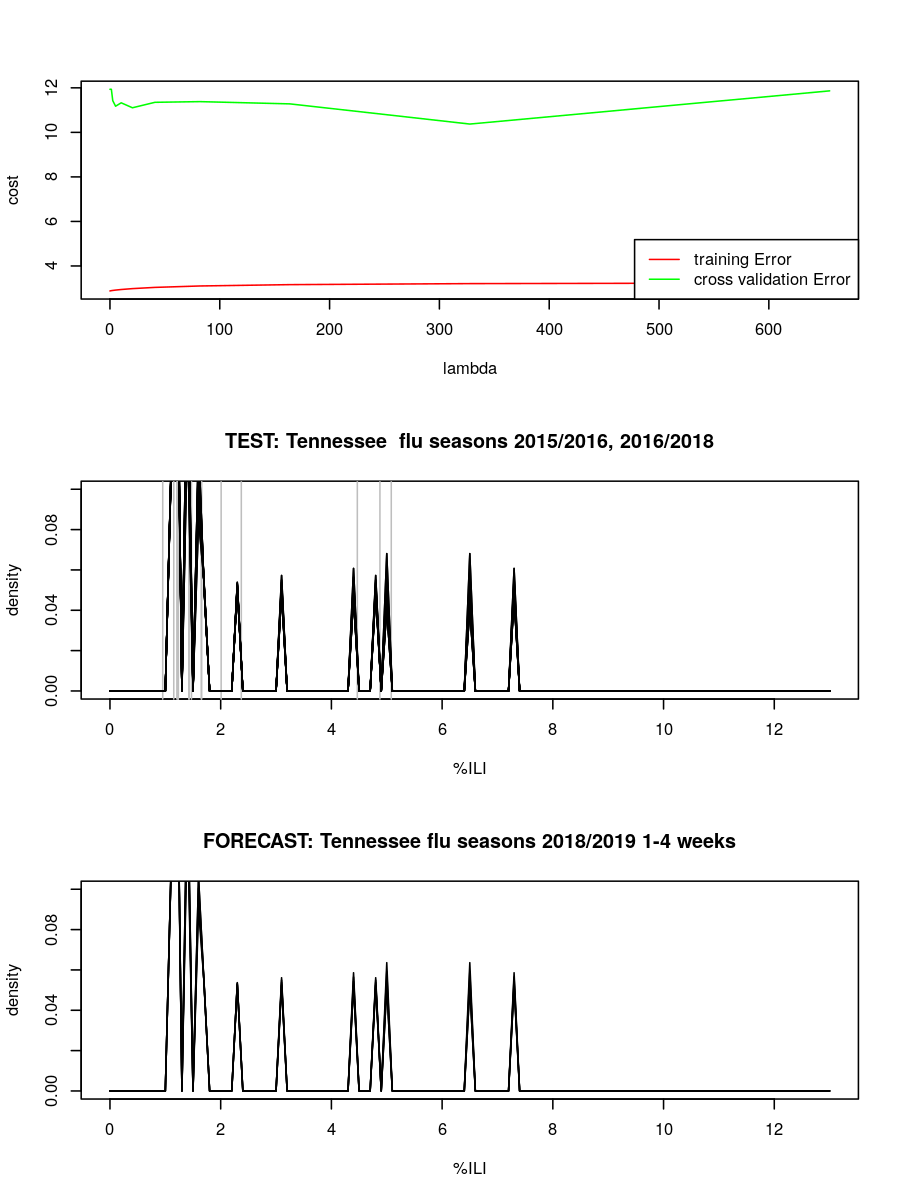 12
10
8
6
4
cost
training Error
cross validation Error
0 100 200 300 400 500 600
lambda
TEST: Tennessee  flu seasons 2015/2016, 2016/2018
0.08
0.04
0.00
density
0 2 4 6 8 10 12
%ILI
FORECAST: Tennessee flu seasons 2018/2019 1-4 weeks
0.08
0.04
0.00
density
0 2 4 6 8 10 12
%ILI